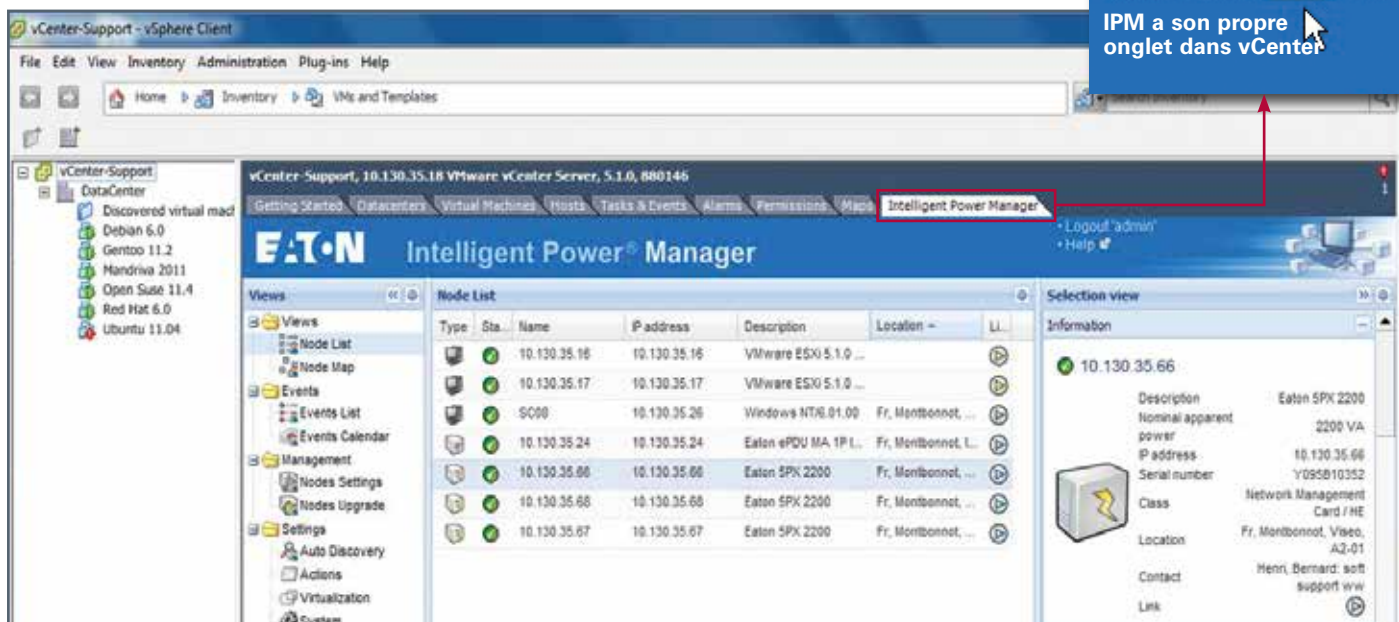 vCenter-Support - vSphere Client
IPM a son propre
onglet dans vCenter
File Edit View Inventory Administration Plug-ins Help
Home Inventory VMs and Templates
Search Inventory
vCenter-Support
DataCenter
Discovered virtual mach
Debian 6.0
Gentoo 11.2
Mandriva 2011
Open Suse 11.4
Red Hat 6.0
Ubuntu 11.04
vCenter-Support, 10.130.35.18 VMware vCenter Server, 5.1.0, 880146
Getting Started Datacenters Virtual Machines Hosts Tasks & Events Alarms Permissions Maps Intelligent Power Manager
EATON Intelligent Power® Manager
Logout 'admin'
Help
Views
Views
Node List
Node Map
Events
Events List
Events Calendar
Management
Nodes Settings
Nodes Upgrade
Settings
Auto Discovery
Actions
Virtualization
System
Node List
Type Sta... Name IP address Description Location Li...
10.130.35.16 10.130.35.16 VMware ESXi 5.1.0 ...
10.130.35.17 10.130.35.17 VMware ESXi 5.1.0 ...
SC08 10.130.35.26 Windows NT/6.01.00 Fr, Montbonnot, ...
10.130.35.24 10.130.35.24 Eaton ePDU MA 1P I... Fr, Montbonnot, I...
10.130.35.66 10.130.35.66 Eaton 5PX 2200 Fr, Montbonnot, ...
10.130.35.68 10.130.35.68 Eaton 5PX 2200 Fr, Montbonnot, ...
10.130.35.67 10.130.35.67 Eaton 5PX 2200 Fr, Montbonnot, ...
Selection view
Information
10.130.35.66
Description Eaton 5PX 2200
Nominal apparent power 2200 VA
IP address 10.130.35.66
Serial number Y095B10352
Class Network Management Card / HE
Location Fr, Montbonnot, Viseo, A2-01
Contact Henri, Bernard: soft support ww
Link